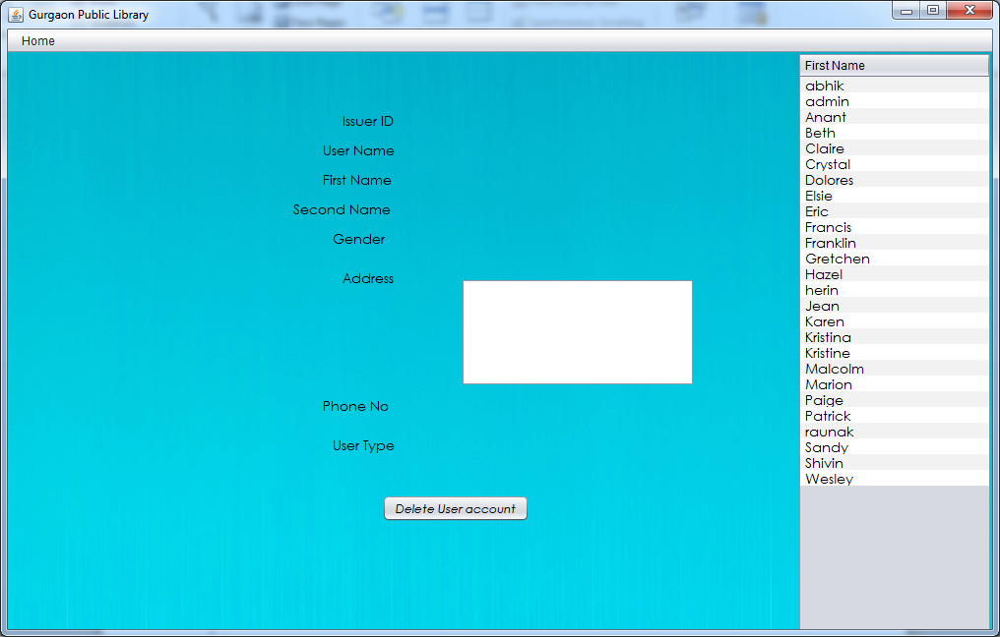 Gurgaon Public Library
Home
Issuer ID
User Name
First Name
Second Name
Gender
Address
Phone No
User Type
Delete User account
First Name
abhik
admin
Anant
Beth
Claire
Crystal
Dolores
Elsie
Eric
Francis
Franklin
Gretchen
Hazel
herin
Jean
Karen
Kristina
Kristine
Malcolm
Marion
Paige
Patrick
raunak
Sandy
Shivin
Wesley